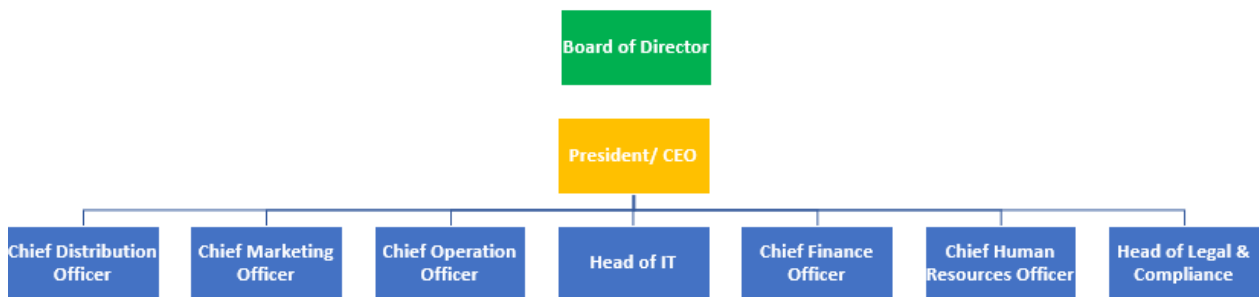 Board of Director
President/ CEO
Chief Distribution
Officer
Chief Marketing
Officer
Chief Operation
Officer
Head of IT
Chief Finance
Officer
Chief Human
Resources Officer
Head of Legal &
Compliance